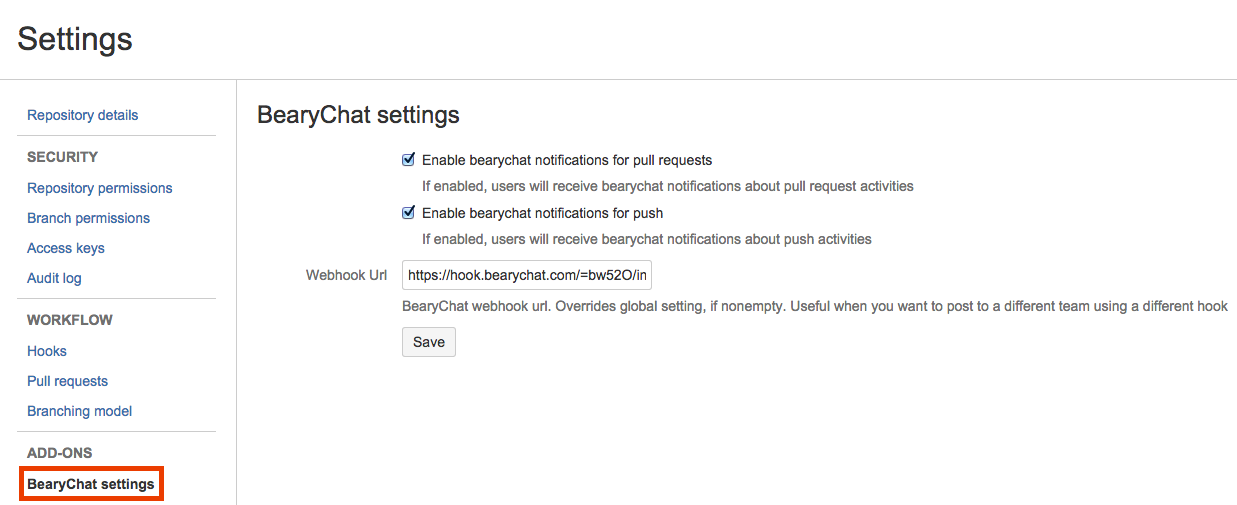 Settings
Repository details
SECURITY
Repository permissions
Branch permissions
Access keys
Audit log
WORKFLOW
Hooks
Pull requests
Branching model
ADD-ONS
BearyChat settings
BearyChat settings
Enable bearychat notifications for pull requests
If enabled, users will receive bearychat notifications about pull request activities
Enable bearychat notifications for push
If enabled, users will receive bearychat notifications about push activities
Webhook Url https://hook.bearychat.com/=bw52O/in
BearyChat webhook url. Overrides global setting, if nonempty. Useful when you want to post to a different team using a different hook
Save